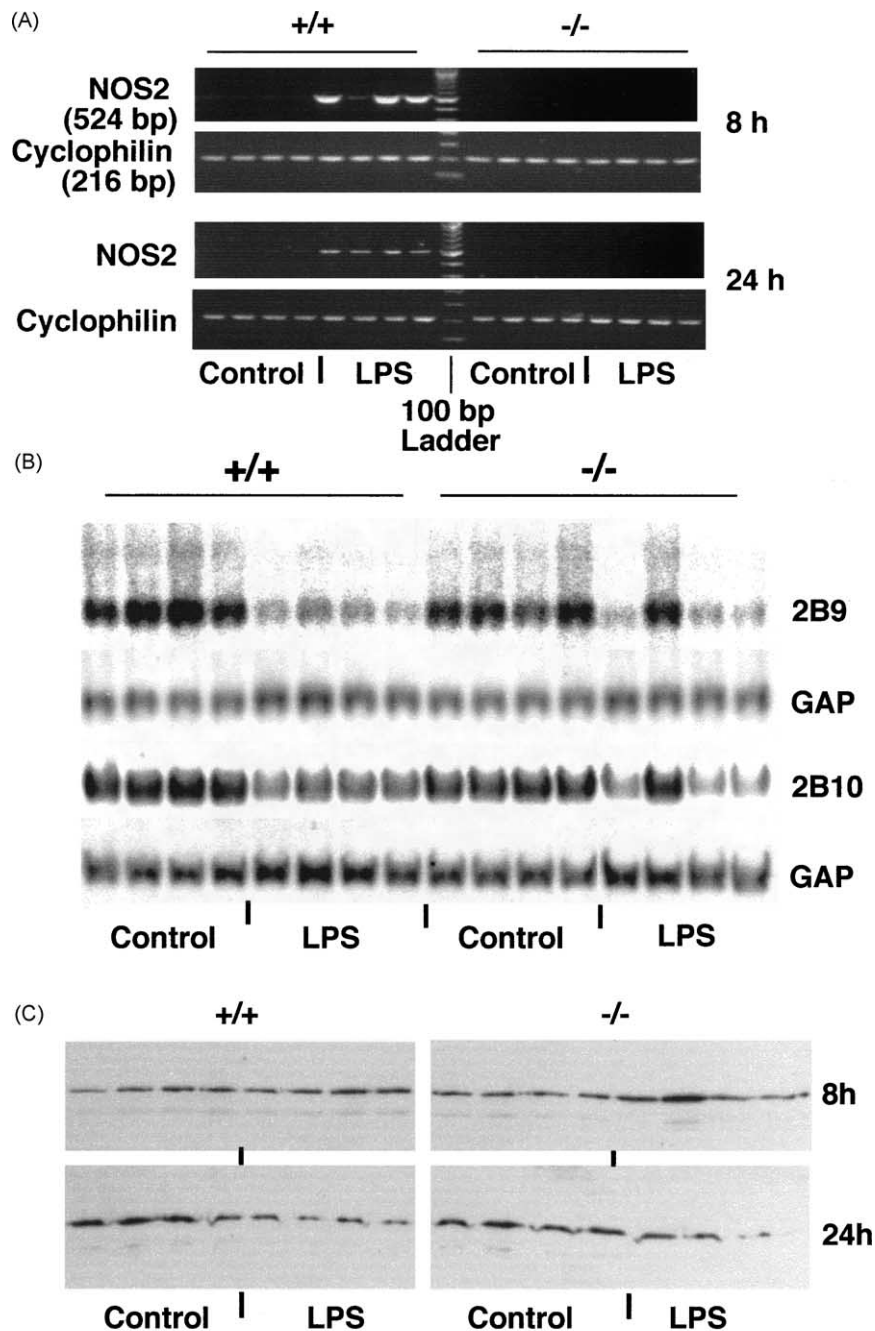 (A)
+/+ -/-
NOS2
(524 bp)
8 h
Cyclophilin
(216 bp)
NOS2
24 h
Cyclophilin
Control LPS Control LPS
100 bp
Ladder
(B)
+/+ -/-
2B9
GAP
2B10
GAP
Control LPS Control LPS
(C)
+/+ -/-
8h
24h
Control LPS Control LPS